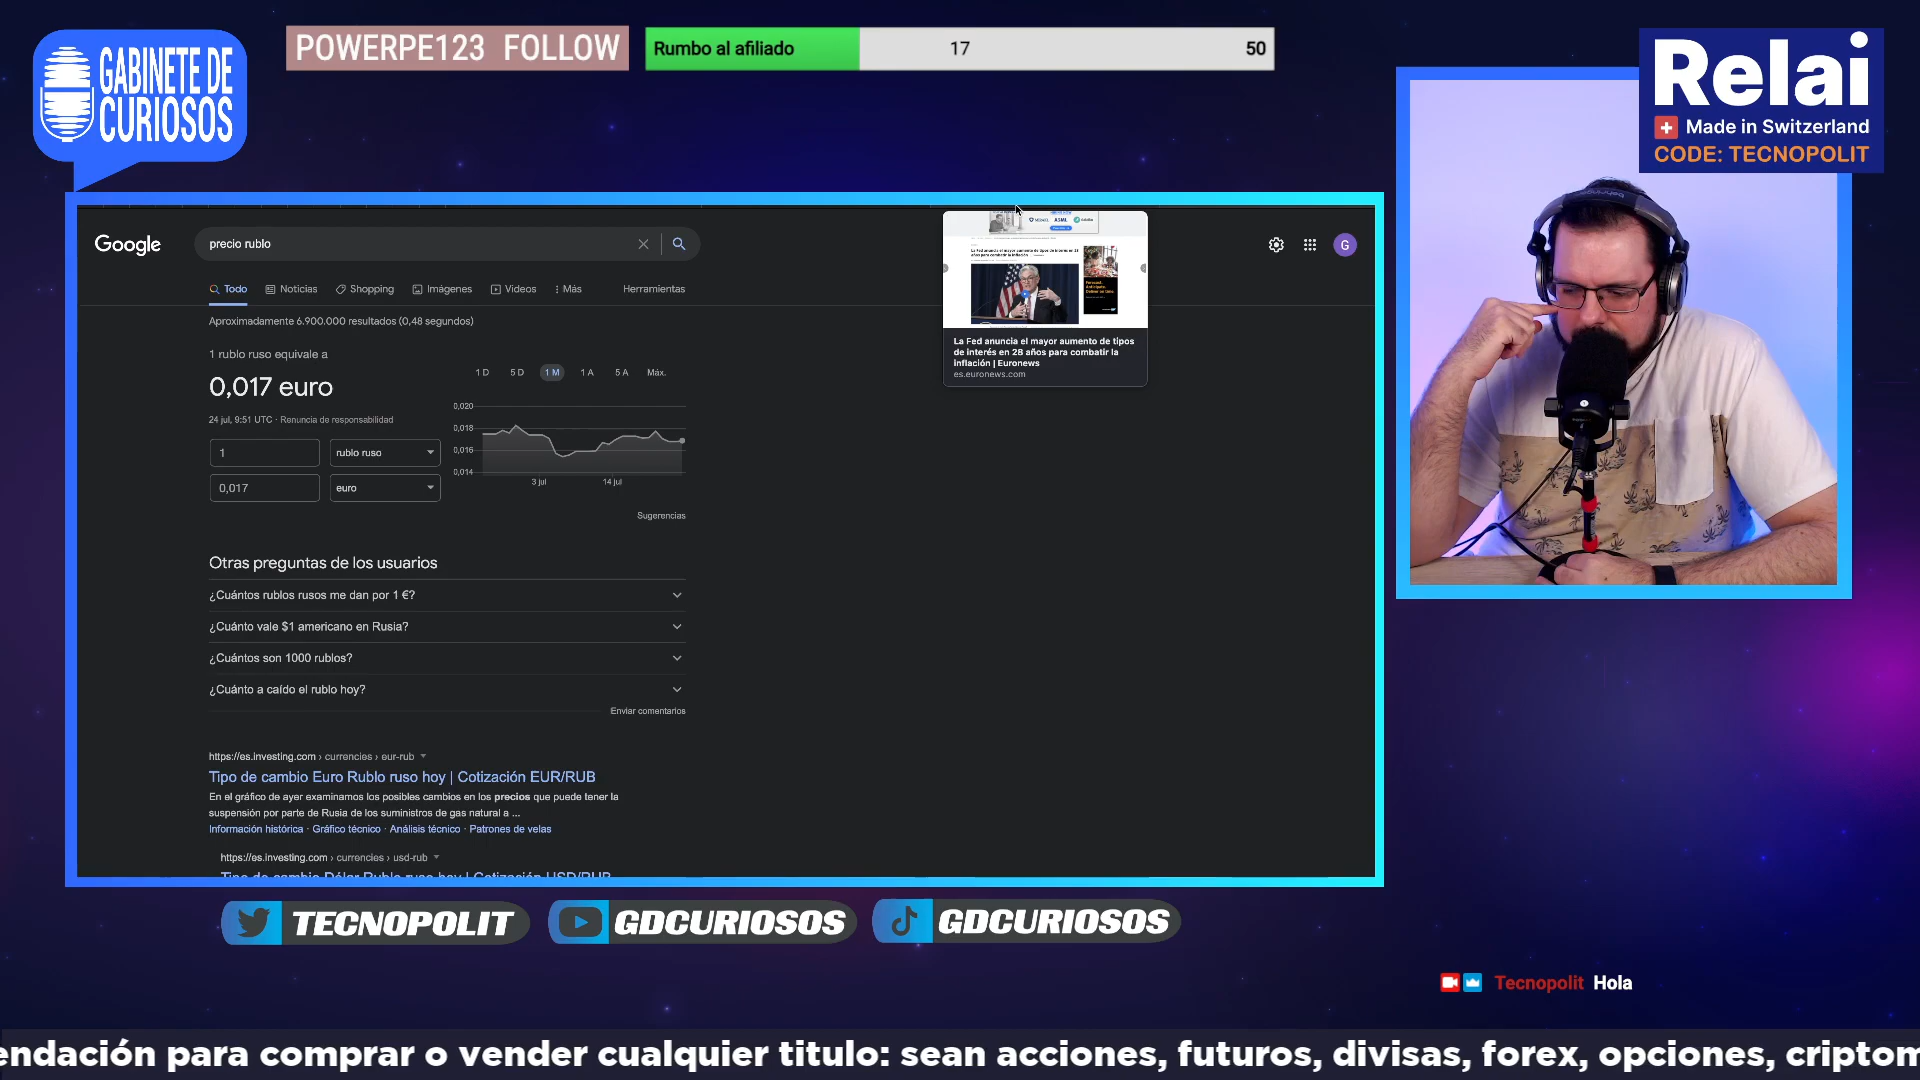 GABINETE DE
CURIOSOS
POWERPE123 FOLLOW
Rumbo al afiliado 17 50
Relai
Made in Switzerland
CODE: TECNOPOLIT
Google
precio rublo
G
Todo Noticias Shopping Imágenes Videos Más Herramientas
Aproximadamente 6.900.000 resultados (0,48 segundos)
1 rublo ruso equivale a
0,017 euro
24 jul, 9:51 UTC · Renuncia de responsabilidad
1 rublo ruso
0,017 euro
1 D 5 D 1 M 1 A 5 A Máx.
0,020
0,018
0,016
0,014
3 jul 14 jul
Sugerencias
La Fed anuncia el mayor aumento de tipos
de interés en 28 años para combatir la
inflación | Euronews
es.euronews.com
Otras preguntas de los usuarios
¿Cuántos rublos rusos me dan por 1 €?
¿Cuánto vale $1 americano en Rusia?
¿Cuántos son 1000 rublos?
¿Cuánto a caído el rublo hoy?
Enviar comentarios
https://es.investing.com › currencies › eur-rub
Tipo de cambio Euro Rublo ruso hoy | Cotización EUR/RUB
En el gráfico de ayer examinamos los posibles cambios en los precios que puede tener la
suspensión por parte de Rusia de los suministros de gas natural a ...
Información histórica · Gráfico técnico · Análisis técnico · Patrones de velas
https://es.investing.com › currencies › usd-rub
Tipo de cambio Dólar Rublo ruso hoy | Cotización USD/RUB
TECNOPOLIT GDCURIOSOS GDCURIOSOS
Tecnopolit Hola
endación para comprar o vender cualquier titulo: sean acciones, futuros, divisas, forex, opciones, criptom